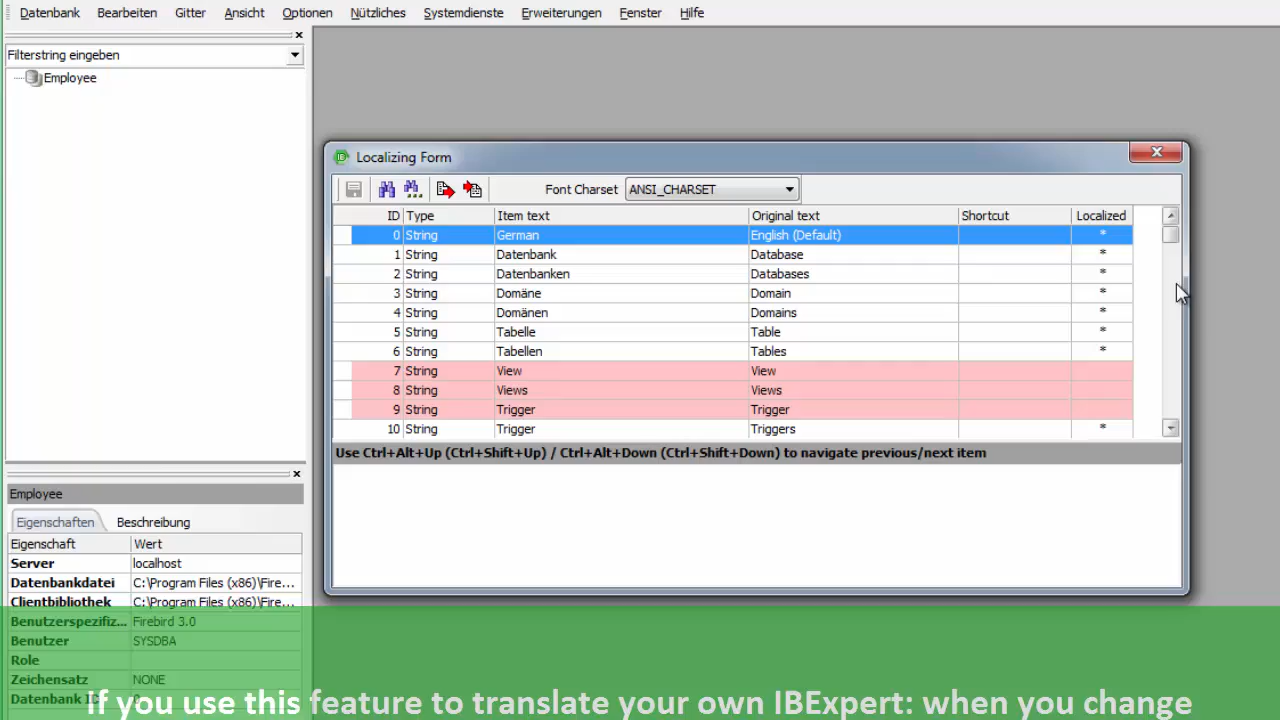 Datenbank Bearbeiten Gitter Ansicht Optionen Nützliches Systemdienste Erweiterungen Fenster Hilfe
Filterstring eingeben
Employee
Localizing Form
Font Charset ANSI_CHARSET
ID Type Item text Original text Shortcut Localized
0 String German English (Default) *
1 String Datenbank Database *
2 String Datenbanken Databases *
3 String Domäne Domain *
4 String Domänen Domains *
5 String Tabelle Table *
6 String Tabellen Tables *
7 String View View
8 String Views Views
9 String Trigger Trigger
10 String Trigger Triggers *
Use Ctrl+Alt+Up (Ctrl+Shift+Up) / Ctrl+Alt+Down (Ctrl+Shift+Down) to navigate previous/next item
Employee
Eigenschaften Beschreibung
Eigenschaft Wert
Server localhost
Datenbankdatei C:\Program Files (x86)\Fire...
Clientbibliothek C:\Program Files (x86)\Fire...
Benutzerspezifiz... Firebird 3.0
Benutzer SYSDBA
Role
Zeichensatz NONE
Datenbank
If you use this feature to translate your own IBExpert: when you change